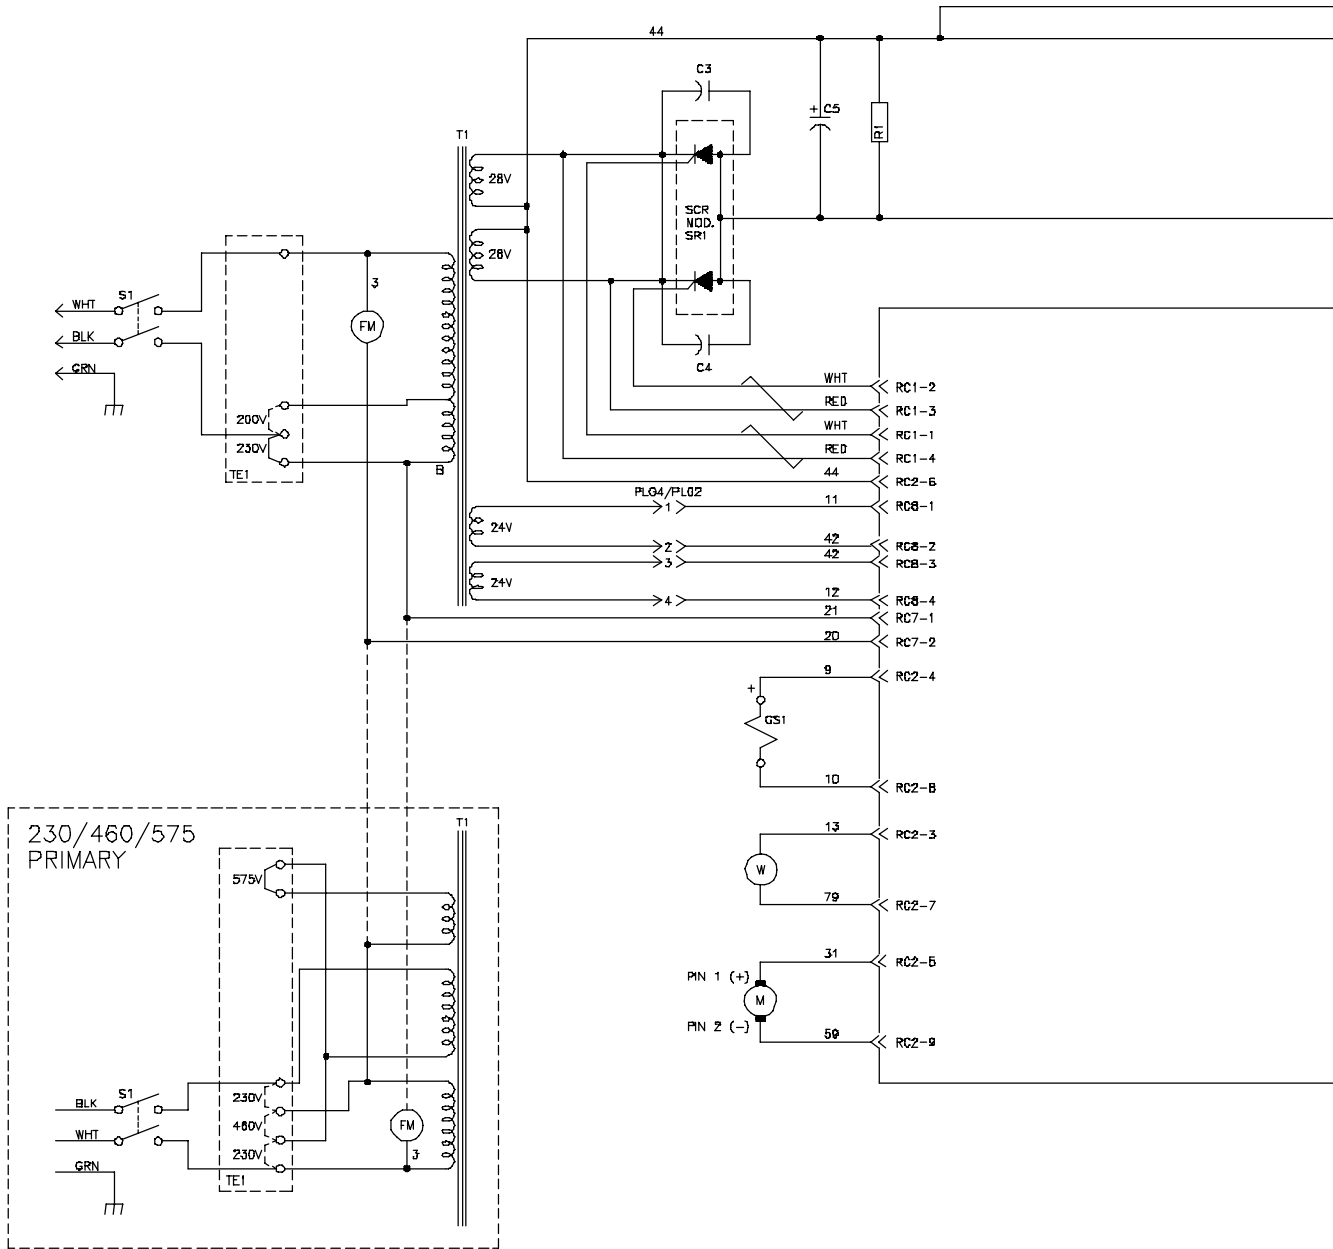 44
C3
+ C5
R1
T1
28V
SCR
MOD.
SR1
28V
3
S1
WHT
FM
BLK
GRN
C4
WHT
RC1-2
RED
RC1-3
200V
WHT
RC1-1
230V
RED
RC1-4
TE1
B
44
RC2-6
PLG4/PLG2
1
11
RC8-1
24V
2
42
RC8-2
3
42
RC8-3
24V
4
12
RC8-4
21
RC7-1
20
RC7-2
9
RC2-4
+
GS1
10
RC2-8
230/460/575
PRIMARY
T1
13
RC2-3
575V
W
79
RC2-7
31
RC2-5
PIN 1 (+)
M
PIN 2 (-)
59
RC2-9
S1
BLK
230V
460V
FM
WHT
230V
3
GRN
TE1